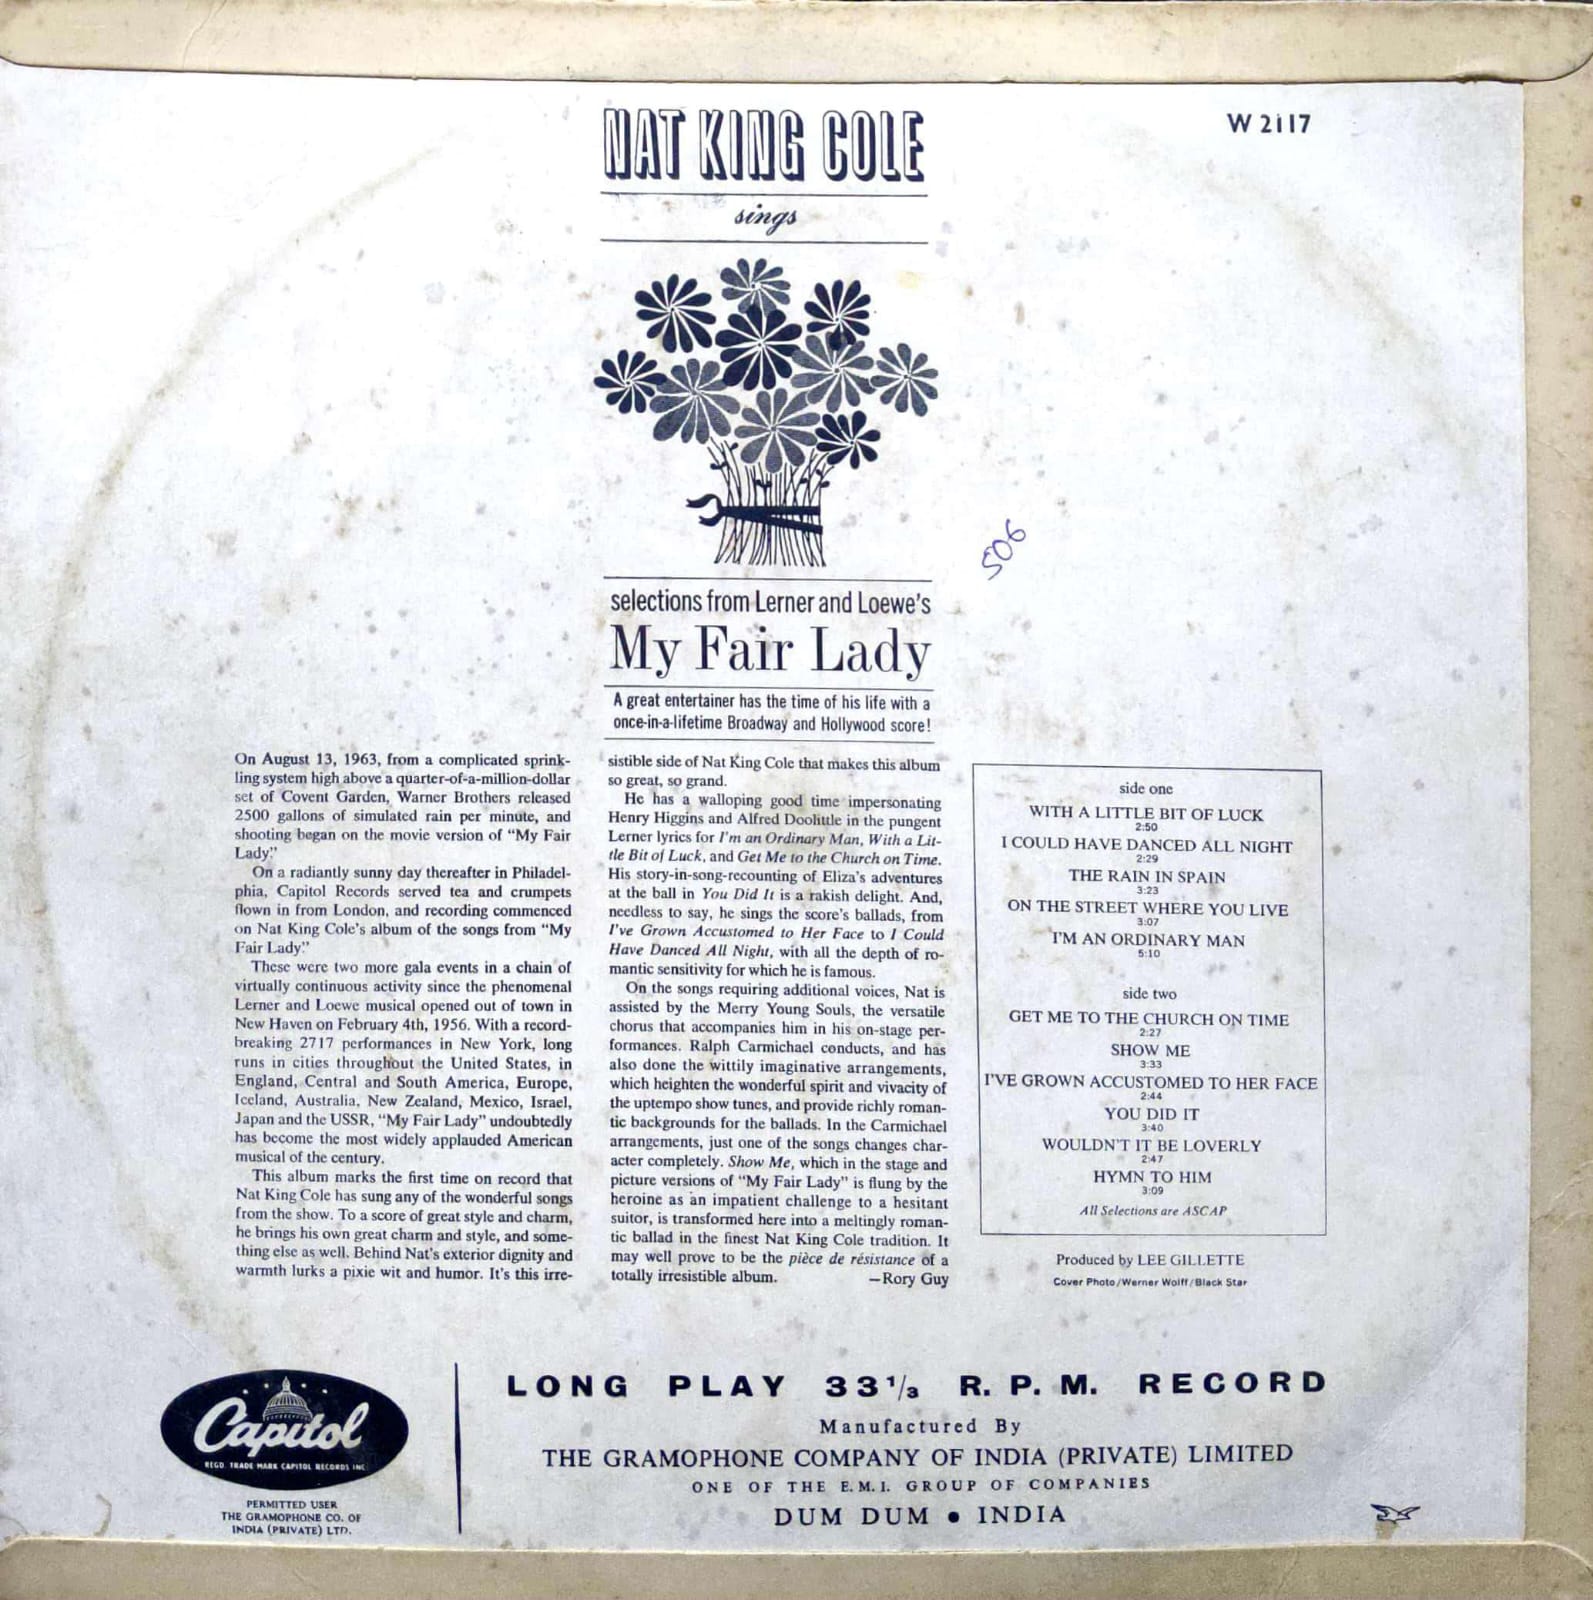 NAT KING COLE
W 2117
sings
506
selections from Lerner and Loewe's
My Fair Lady
A great entertainer has the time of his life with a
once-in-a-lifetime Broadway and Hollywood score!
On August 13, 1963, from a complicated sprink-
ling system high above a quarter-of-a-million-dollar
set of Covent Garden, Warner Brothers released
2500 gallons of simulated rain per minute, and
shooting began on the movie version of "My Fair
Lady."
On a radiantly sunny day thereafter in Philadel-
phia, Capitol Records served tea and crumpets
flown in from London, and recording commenced
on Nat King Cole's album of the songs from "My
Fair Lady."
These were two more gala events in a chain of
virtually continuous activity since the phenomenal
Lerner and Loewe musical opened out of town in
New Haven on February 4th, 1956. With a record-
breaking 2717 performances in New York, long
runs in cities throughout the United States, in
England, Central and South America, Europe,
Iceland, Australia, New Zealand, Mexico, Israel,
Japan and the USSR, "My Fair Lady" undoubtedly
has become the most widely applauded American
musical of the century.
This album marks the first time on record that
Nat King Cole has sung any of the wonderful songs
from the show. To a score of great style and charm,
he brings his own great charm and style, and some-
thing else as well. Behind Nat's exterior dignity and
warmth lurks a pixie wit and humor. It's this irre-
sistible side of Nat King Cole that makes this album
so great, so grand.
He has a walloping good time impersonating
Henry Higgins and Alfred Doolittle in the pungent
Lerner lyrics for I'm an Ordinary Man, With a Lit-
tle Bit of Luck, and Get Me to the Church on Time.
His story-in-song-recounting of Eliza's adventures
at the ball in You Did It is a rakish delight. And,
needless to say, he sings the score's ballads, from
I've Grown Accustomed to Her Face to I Could
Have Danced All Night, with all the depth of ro-
mantic sensitivity for which he is famous.
On the songs requiring additional voices, Nat is
assisted by the Merry Young Souls, the versatile
chorus that accompanies him in his on-stage per-
formances. Ralph Carmichael conducts, and has
also done the wittily imaginative arrangements,
which heighten the wonderful spirit and vivacity of
the uptempo show tunes, and provide richly roman-
tic backgrounds for the ballads. In the Carmichael
arrangements, just one of the songs changes char-
acter completely. Show Me, which in the stage and
picture versions of "My Fair Lady" is flung by the
heroine as an impatient challenge to a hesitant
suitor, is transformed here into a meltingly roman-
tic ballad in the finest Nat King Cole tradition. It
may well prove to be the pièce de résistance of a
totally irresistible album. —Rory Guy
side one
WITH A LITTLE BIT OF LUCK
2:50
I COULD HAVE DANCED ALL NIGHT
2:29
THE RAIN IN SPAIN
3:23
ON THE STREET WHERE YOU LIVE
3:07
I'M AN ORDINARY MAN
5:10
side two
GET ME TO THE CHURCH ON TIME
2:27
SHOW ME
3:33
I'VE GROWN ACCUSTOMED TO HER FACE
2:44
YOU DID IT
3:40
WOULDN'T IT BE LOVERLY
2:47
HYMN TO HIM
3:09
All Selections are ASCAP
Produced by LEE GILLETTE
Cover Photo/Werner Wolff/Black Star
Capitol
REGD. TRADE MARK CAPITOL RECORDS INC
PERMITTED USER
THE GRAMOPHONE CO. OF
INDIA (PRIVATE) LTD.
LONG PLAY 33 1/3 R. P. M. RECORD
Manufactured By
THE GRAMOPHONE COMPANY OF INDIA (PRIVATE) LIMITED
ONE OF THE E.M.I. GROUP OF COMPANIES
DUM DUM • INDIA